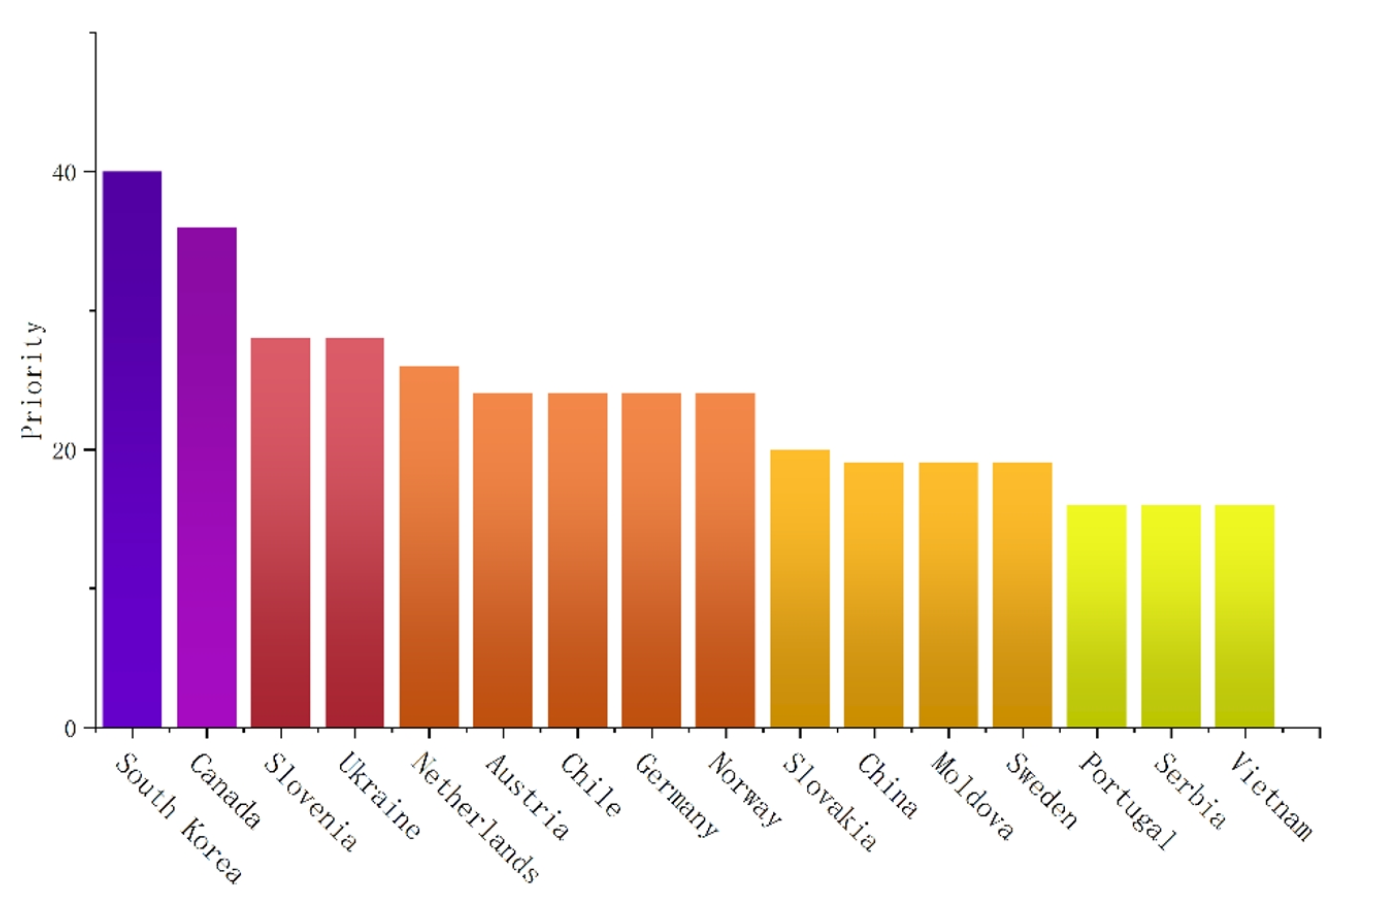 40
20
0
Priority
South Korea
Canada
Slovenia
Ukraine
Netherlands
Austria
Chile
Germany
Norway
Slovakia
China
Moldova
Sweden
Portugal
Serbia
Vietnam